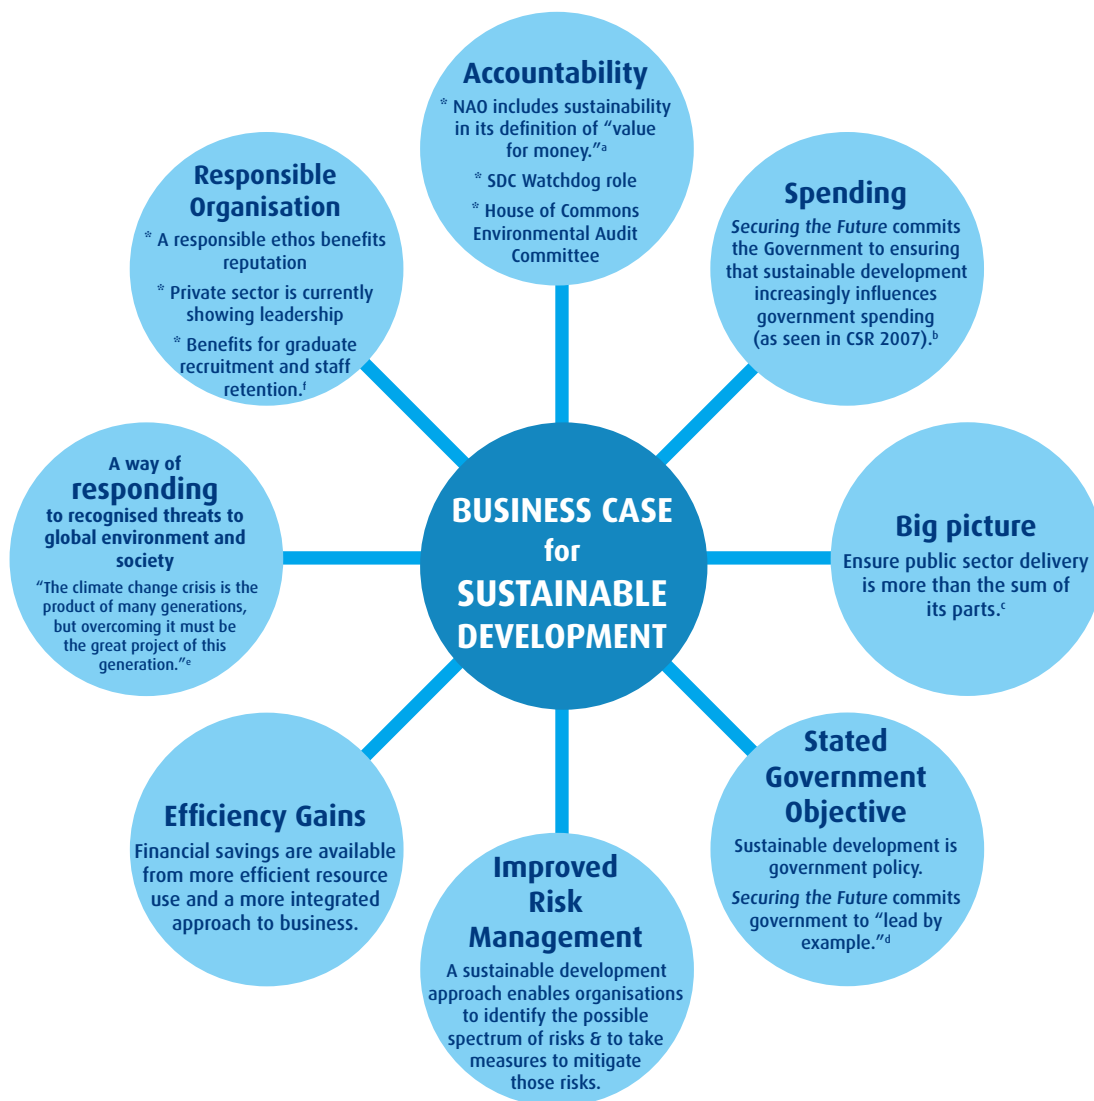 Accountability
* NAO includes sustainability
in its definition of “value
for money.”ᵃ
* SDC Watchdog role
* House of Commons
Environmental Audit
Committee
Spending
Securing the Future commits
the Government to ensuring
that sustainable development
increasingly influences
government spending
(as seen in CSR 2007).ᵇ
Big picture
Ensure public sector delivery
is more than the sum of
its parts.ᶜ
Stated
Government
Objective
Sustainable development is
government policy.
Securing the Future commits
government to “lead by
example.”ᵈ
Improved
Risk
Management
A sustainable development
approach enables organisations
to identify the possible
spectrum of risks & to take
measures to mitigate
those risks.
Efficiency Gains
Financial savings are available
from more efficient resource
use and a more integrated
approach to business.
A way of
responding
to recognised threats to
global environment and
society
“The climate change crisis is the
product of many generations,
but overcoming it must be
the great project of this
generation.”ᵉ
Responsible
Organisation
* A responsible ethos benefits
reputation
* Private sector is currently
showing leadership
* Benefits for graduate
recruitment and staff
retention.ᶠ
BUSINESS CASE
for
SUSTAINABLE
DEVELOPMENT